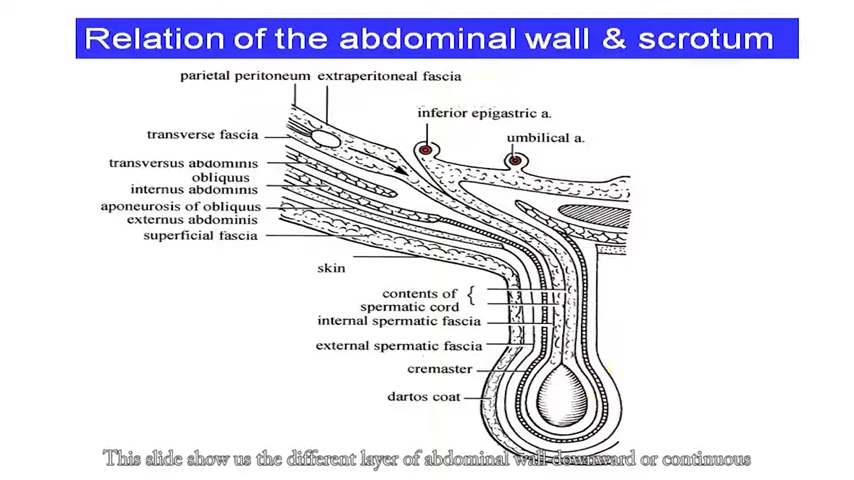 Relation of the abdominal wall & scrotum
parietal peritoneum extraperitoneal fascia
inferior epigastric a.
umbilical a.
transverse fascia
transversus abdominis
obliquus
internus abdominis
aponeurosis of obliquus
externus abdominis
superficial fascia
skin
contents of
spermatic cord
internal spermatic fascia
external spermatic fascia
cremaster
dartos coat
This slide show us the different layer of abdominal wall downward or continuous